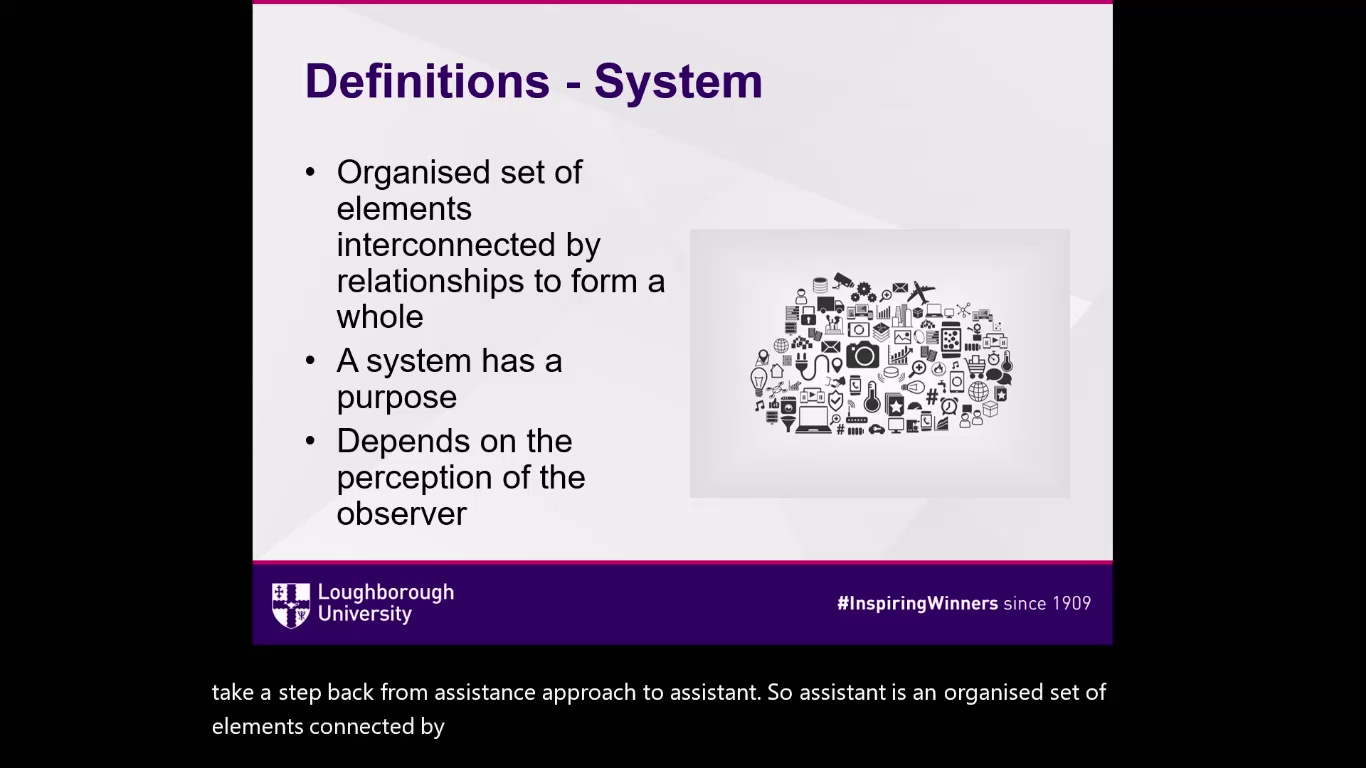 Definitions - System
• Organised set of
elements
interconnected by
relationships to form a
whole
• A system has a
purpose
• Depends on the
perception of the
observer
Loughborough
University
#InspiringWinners since 1909
take a step back from assistance approach to assistant. So assistant is an organised set of
elements connected by